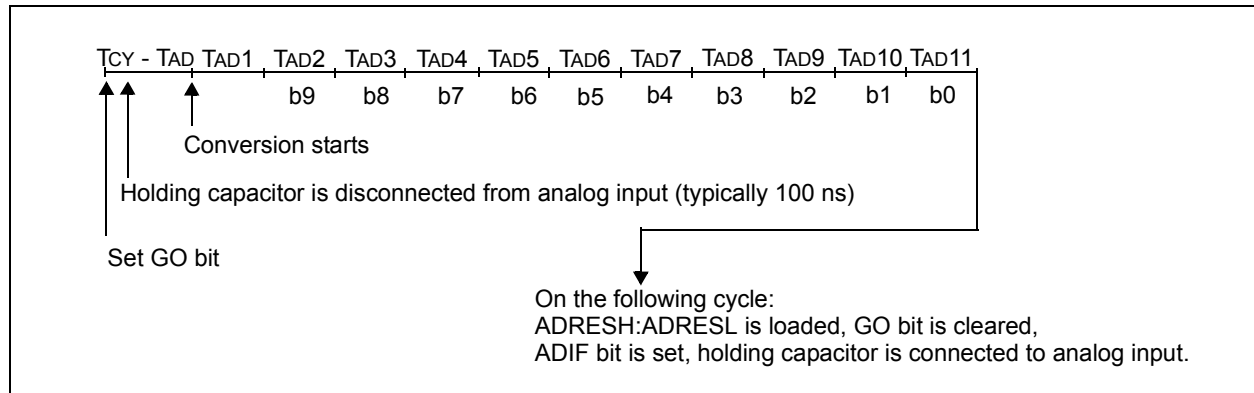 TCY - TAD TAD1 TAD2 TAD3 TAD4 TAD5 TAD6 TAD7 TAD8 TAD9 TAD10 TAD11
b9 b8 b7 b6 b5 b4 b3 b2 b1 b0
Conversion starts
Holding capacitor is disconnected from analog input (typically 100 ns)
Set GO bit
On the following cycle:
ADRESH:ADRESL is loaded, GO bit is cleared,
ADIF bit is set, holding capacitor is connected to analog input.